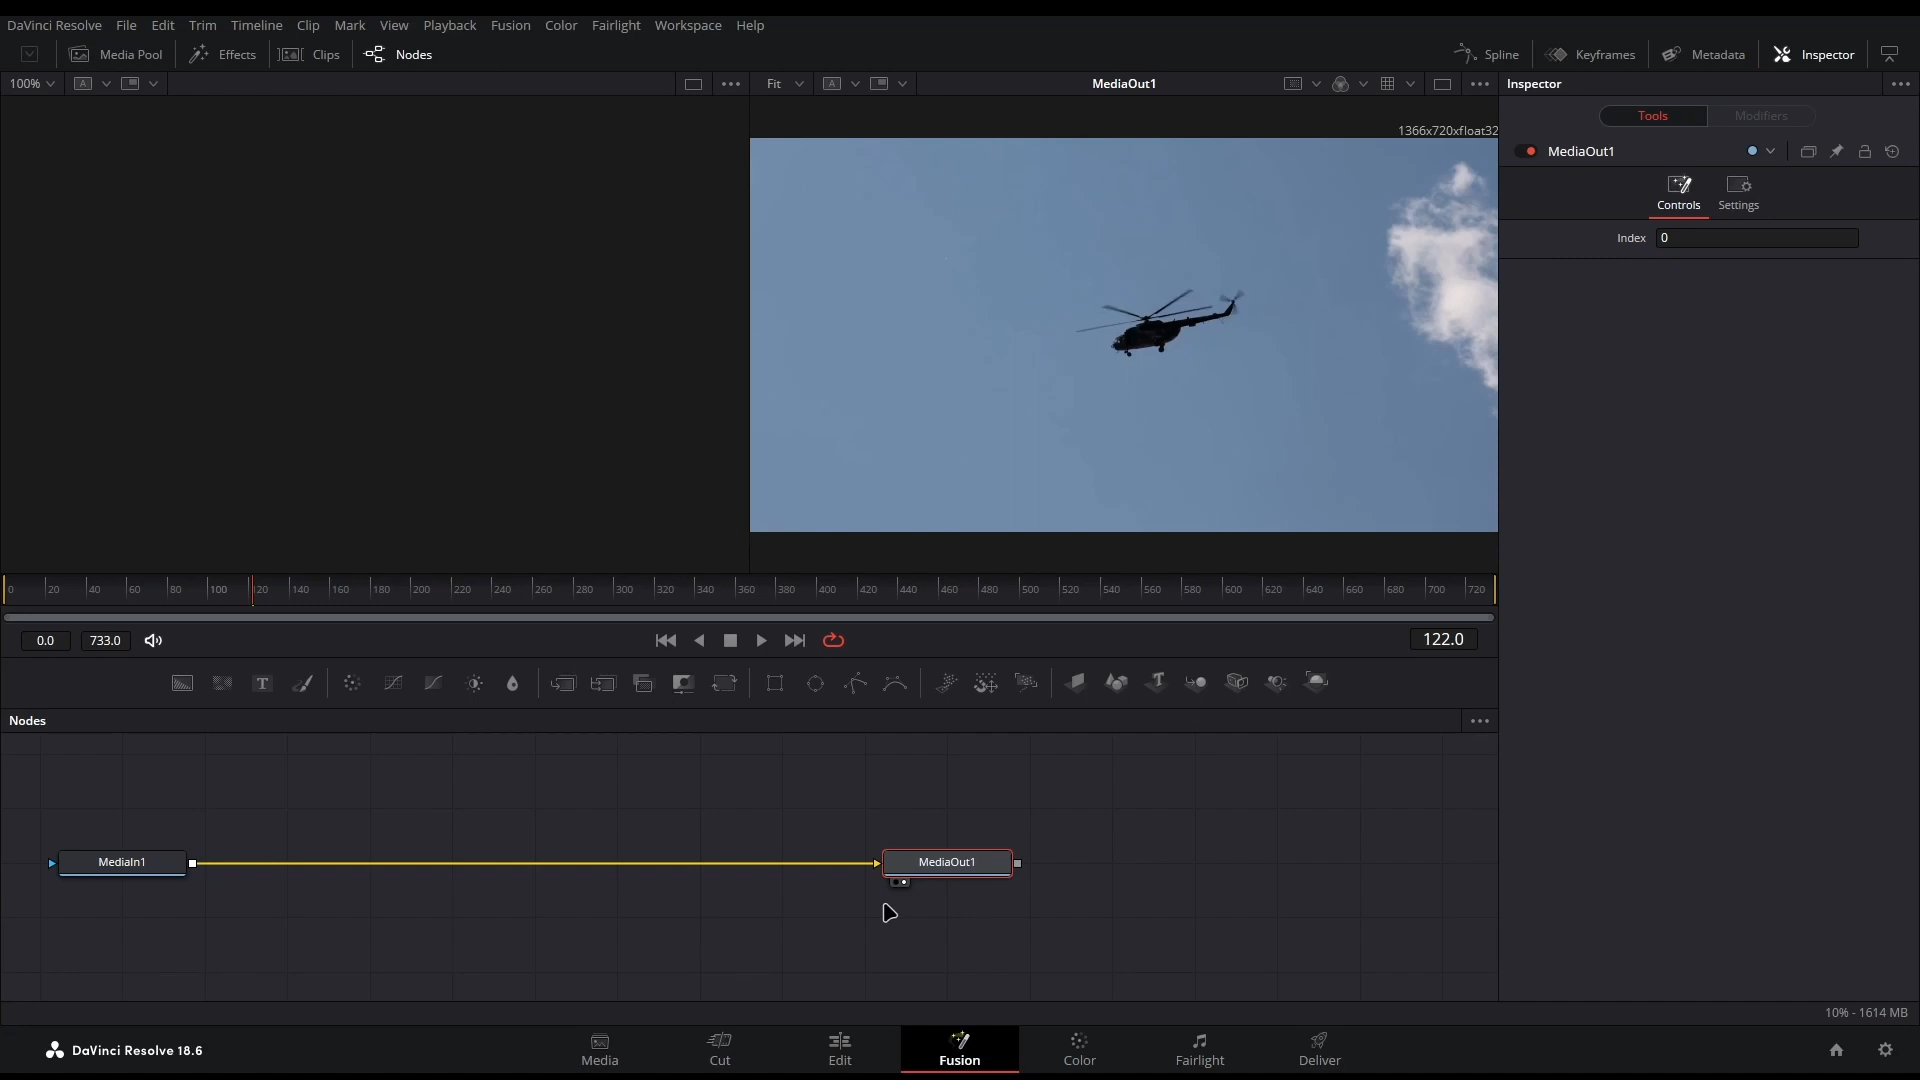 DaVinci Resolve File Edit Trim Timeline Clip Mark View Playback Fusion Color Fairlight Workspace Help
Media Pool Effects Clips Nodes Spline Keyframes Metadata Inspector
100% A Fit A MediaOut1 Inspector
Tools Modifiers
1366x720xfloat32
MediaOut1
Controls Settings
Index 0
0 20 40 60 80 100 120 140 160 180 200 220 240 260 280 300 320 340 360 380 400 420 440 460 480 500 520 540 560 580 600 620 640 660 680 700 720
0.0 733.0 122.0
T
Nodes
MediaIn1 MediaOut1
10% - 1614 MB
DaVinci Resolve 18.6 Media Cut Edit Fusion Color Fairlight Deliver